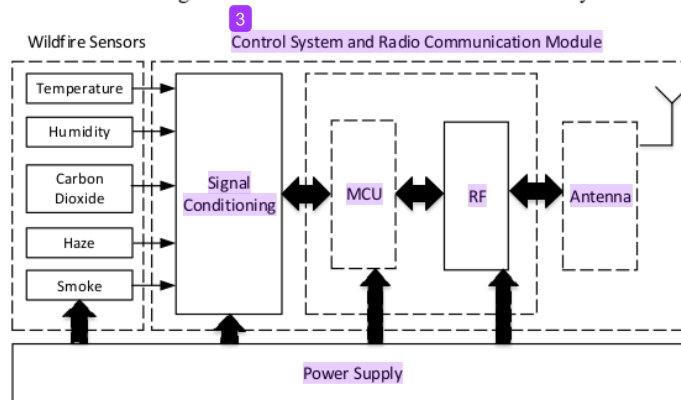 3
Wildfire Sensors
Control System and Radio Communication Module
Temperature
Humidity
Carbon
Dioxide
Haze
Smoke
Signal
Conditioning
MCU
RF
Antenna
Power Supply